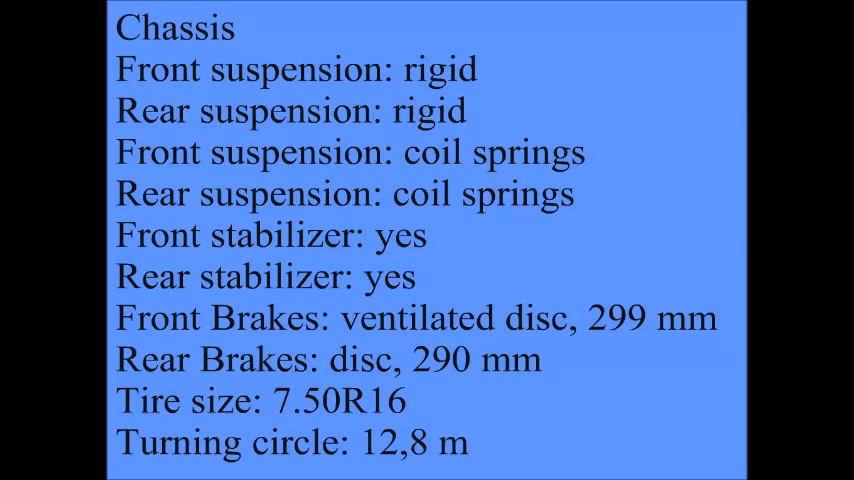 Chassis
Front suspension: rigid
Rear suspension: rigid
Front suspension: coil springs
Rear suspension: coil springs
Front stabilizer: yes
Rear stabilizer: yes
Front Brakes: ventilated disc, 299 mm
Rear Brakes: disc, 290 mm
Tire size: 7.50R16
Turning circle: 12,8 m